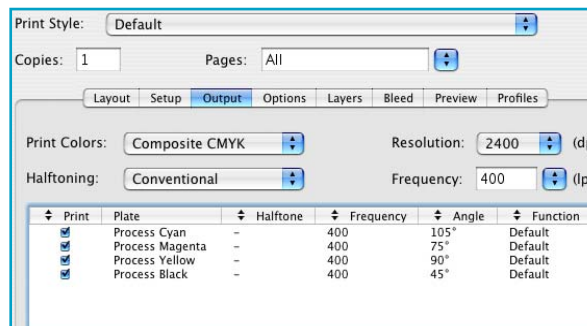 Print Style: Default
Copies: 1 Pages: All
Layout Setup Output Options Layers Bleed Preview Profiles
Print Colors: Composite CMYK Resolution: 2400 (dp
Halftoning: Conventional Frequency: 400 (lp
Print Plate Halftone Frequency Angle Function
Process Cyan – 400 105° Default
Process Magenta – 400 75° Default
Process Yellow – 400 90° Default
Process Black – 400 45° Default